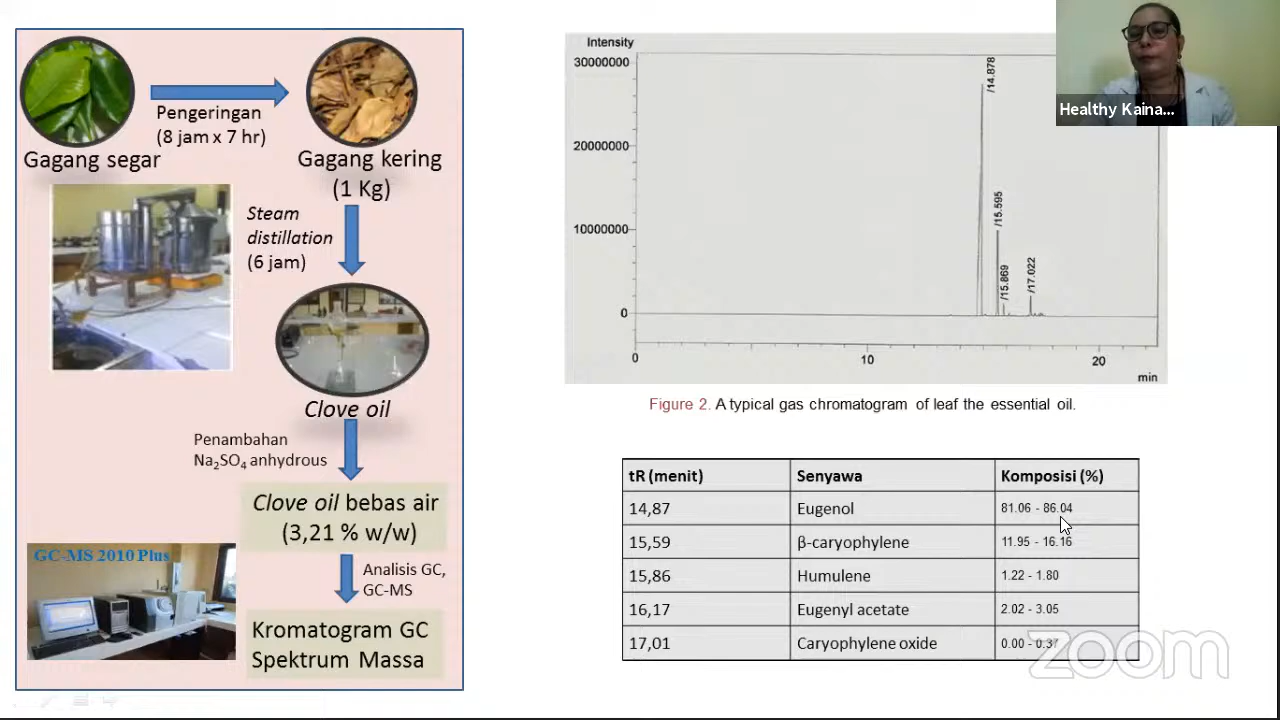 Pengeringan
(8 jam x 7 hr)
Gagang segar
Gagang kering
(1 Kg)
Steam
distillation
(6 jam)
Clove oil
Penambahan
Na₂SO₄ anhydrous
Clove oil bebas air
(3,21 % w/w)
GC-MS 2010 Plus
Analisis GC,
GC-MS
Kromatogram GC
Spektrum Massa
Intensity
30000000
20000000
10000000
0
/14.878
/15.595
/15.869
/17.022
0 10 20
min
Figure 2. A typical gas chromatogram of leaf the essential oil.
tR (menit) Senyawa Komposisi (%)
14,87 Eugenol 81.06 - 86.04
15,59 β-caryophylene 11.95 - 16.16
15,86 Humulene 1.22 - 1.80
16,17 Eugenyl acetate 2.02 - 3.05
17,01 Caryophylene oxide 0.00 - 0.37
Healthy Kaina...
zoom